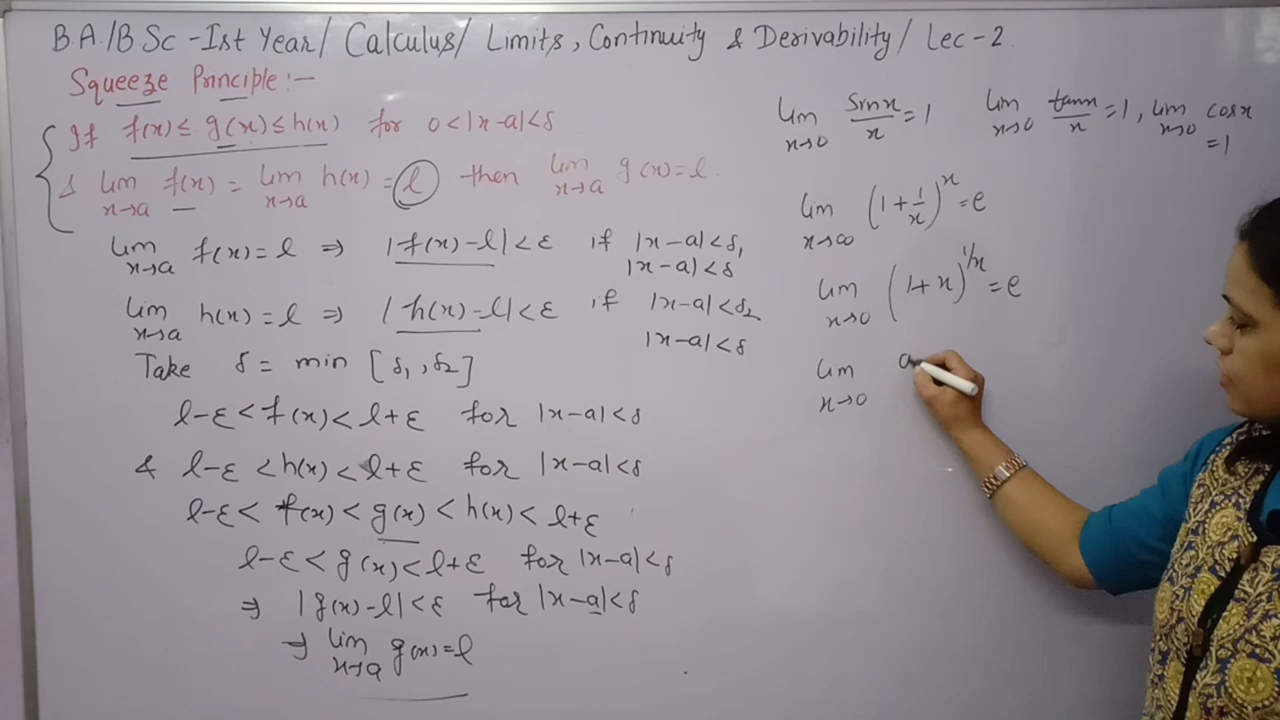 B.A./B.Sc - Ist Year/ Calculus/ Limits, Continuity & Derivability/ Lec-2.
Squeeze Principle:-
If f(x) ≤ g(x) ≤ h(x) for 0<|x-a|<δ
& lim x→a f(x) = lim x→a h(x) = l then lim x→a g(x) = l.
lim x→a f(x) = l ⇒ |f(x)-l|<ε if |x-a|<δ₁
|x-a|<δ
lim x→a h(x) = l ⇒ |h(x)-l|<ε if |x-a|<δ₂
|x-a|<δ
Take δ = min [δ₁, δ₂]
l-ε < f(x) < l+ε for |x-a|<δ
& l-ε < h(x) < l+ε for |x-a|<δ
l-ε < f(x) < g(x) < h(x) < l+ε
l-ε < g(x) < l+ε for |x-a|<δ
⇒ |g(x)-l|<ε for |x-a|<δ
⇒ lim x→a g(x) = l
lim x→0 sinx/x = 1 lim x→0 tanx/x = 1, lim x→0 cosx = 1
lim x→∞ (1+1/x)^x = e
lim x→0 (1+x)^1/x = e
lim x→0 a